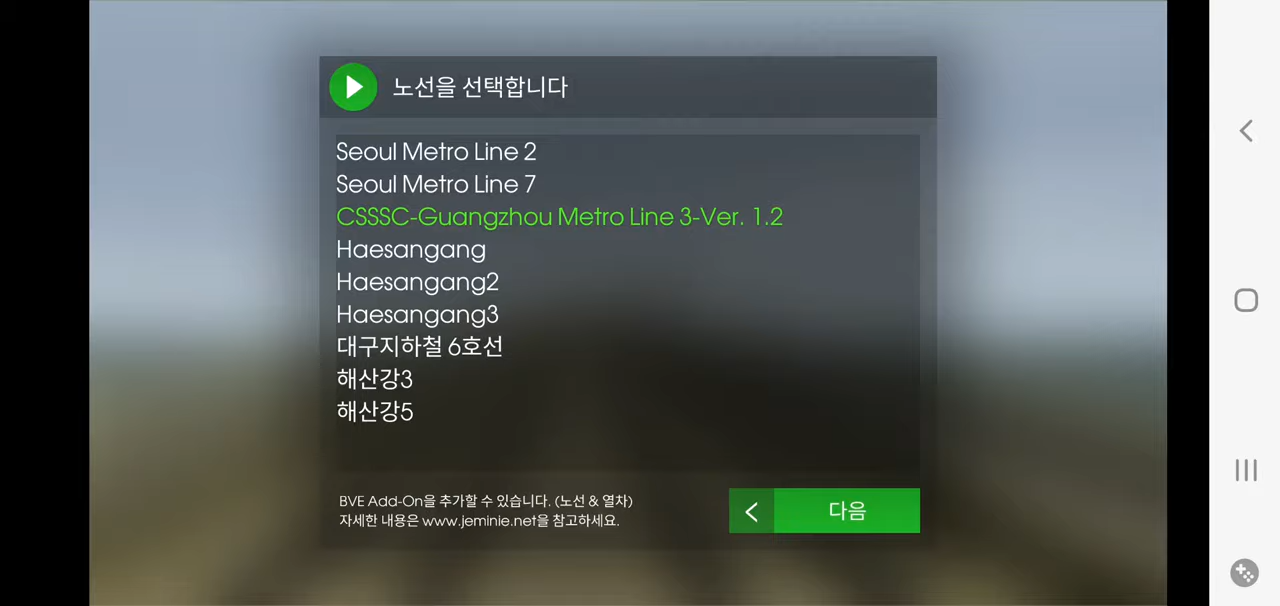 노선을 선택합니다
Seoul Metro Line 2
Seoul Metro Line 7
CSSSC-Guangzhou Metro Line 3-Ver. 1.2
Haesangang
Haesangang2
Haesangang3
대구지하철 6호선
해산강3
해산강5
BVE Add-On을 추가할 수 있습니다. (노선 & 열차)
자세한 내용은 www.jeminie.net을 참고하세요.
다음